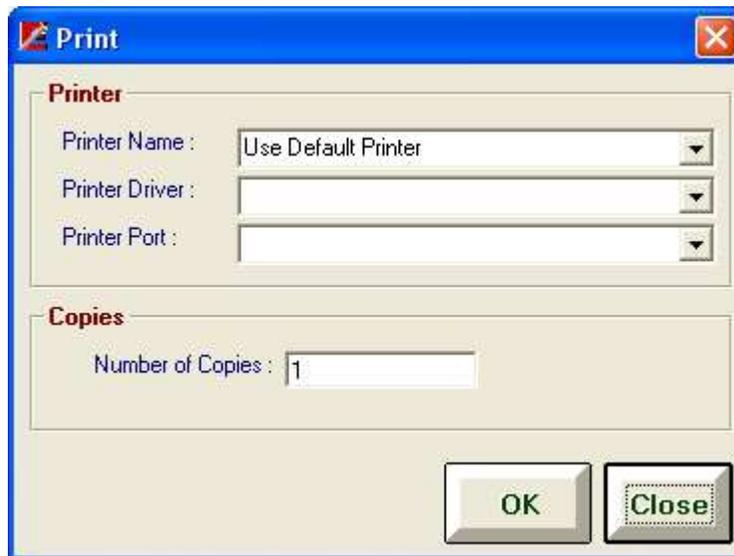 Print
Printer
Printer Name : Use Default Printer
Printer Driver :
Printer Port :
Copies
Number of Copies : 1
OK Close